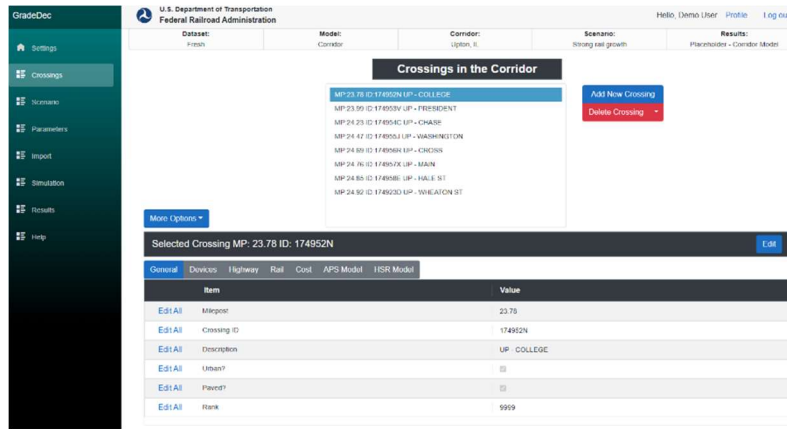 GradeDec
U.S. Department of Transportation
Federal Railroad Administration
Hello, Demo User Profile Log ou
Dataset: Model: Corridor: Scenario: Results:
Fresh Corridor Upton, IL Strong rail growth Placeholder - Corridor Model
Settings
Crossings
Scenario
Parameters
Import
Simulation
Results
Help
Crossings in the Corridor
MP:23.78 ID:174952N UP - COLLEGE
MP:23.99 ID:174953V UP - PRESIDENT
MP:24.23 ID:174954C UP - CHASE
MP:24.47 ID:174955J UP - WASHINGTON
MP:24.69 ID:174956R UP - CROSS
MP:24.76 ID:174957X UP - MAIN
MP:24.85 ID:174958E UP - HALE ST
MP:24.92 ID:174923D UP - WHEATON ST
Add New Crossing
Delete Crossing
More Options
Selected Crossing MP: 23.78 ID: 174952N
Edit
General Devices Highway Rail Cost APS Model HSR Model
Item Value
Edit All Milepost 23.78
Edit All Crossing ID 174952N
Edit All Description UP - COLLEGE
Edit All Urban?
Edit All Paved?
Edit All Rank 9999